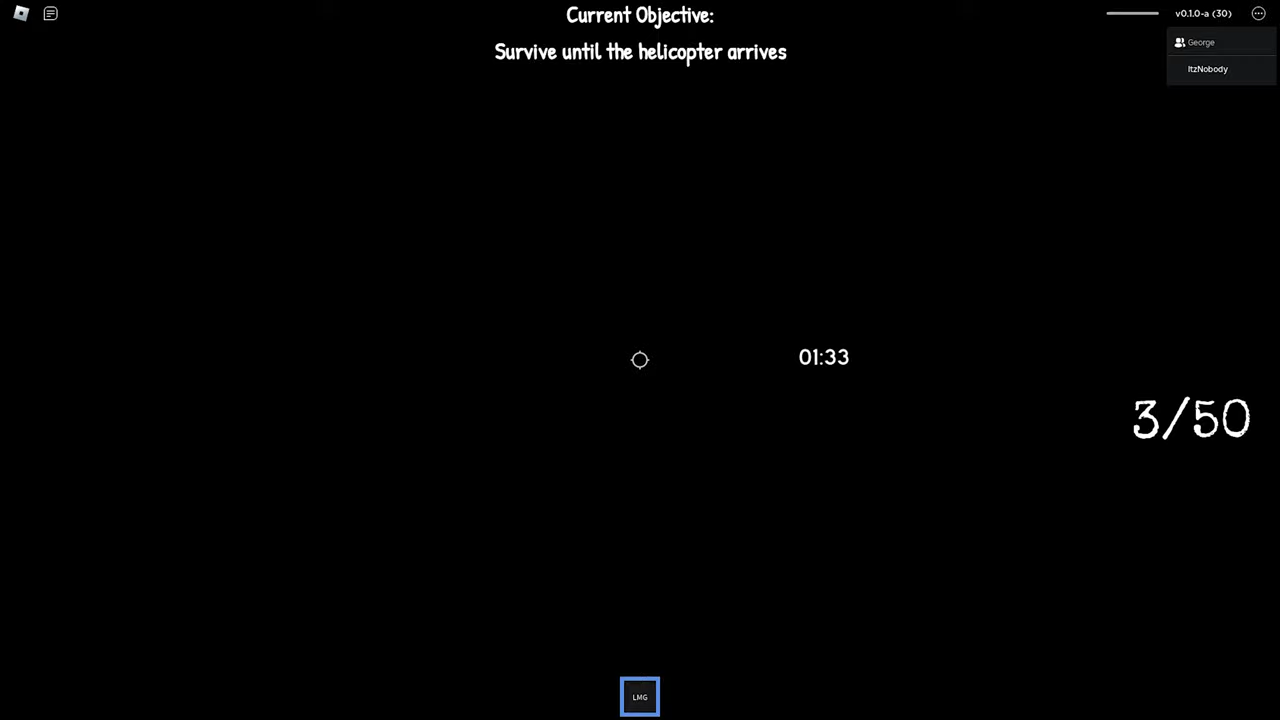 Current Objective:
Survive until the helicopter arrives
v0.1.0-a (30)
George
ItzNobody
01:33
3/50
LMG